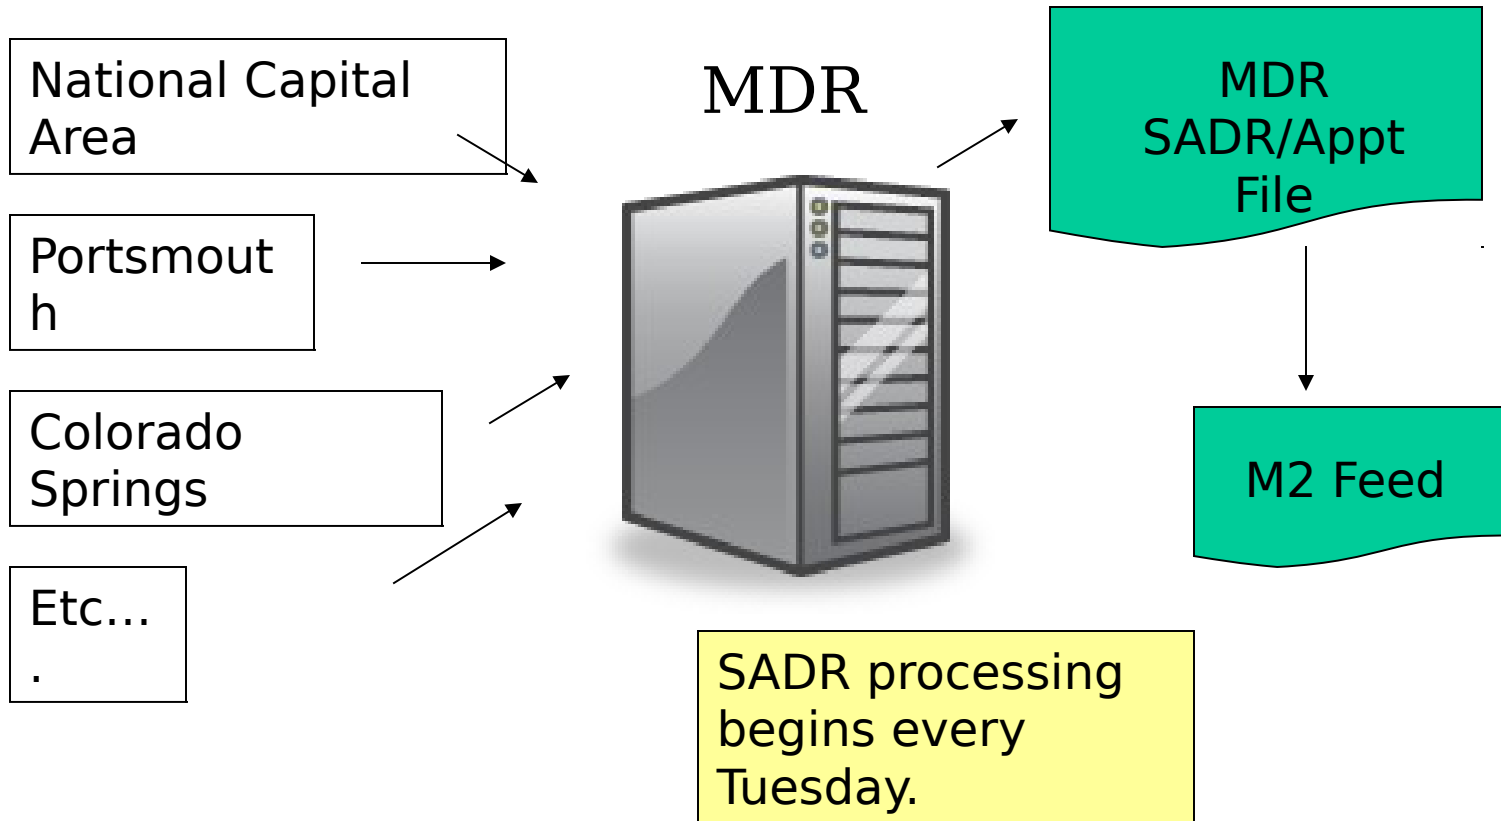 National Capital
Area
Portsmout
h
Colorado
Springs
Etc...
.
MDR
MDR
SADR/Appt
File
M2 Feed
SADR processing
begins every
Tuesday.